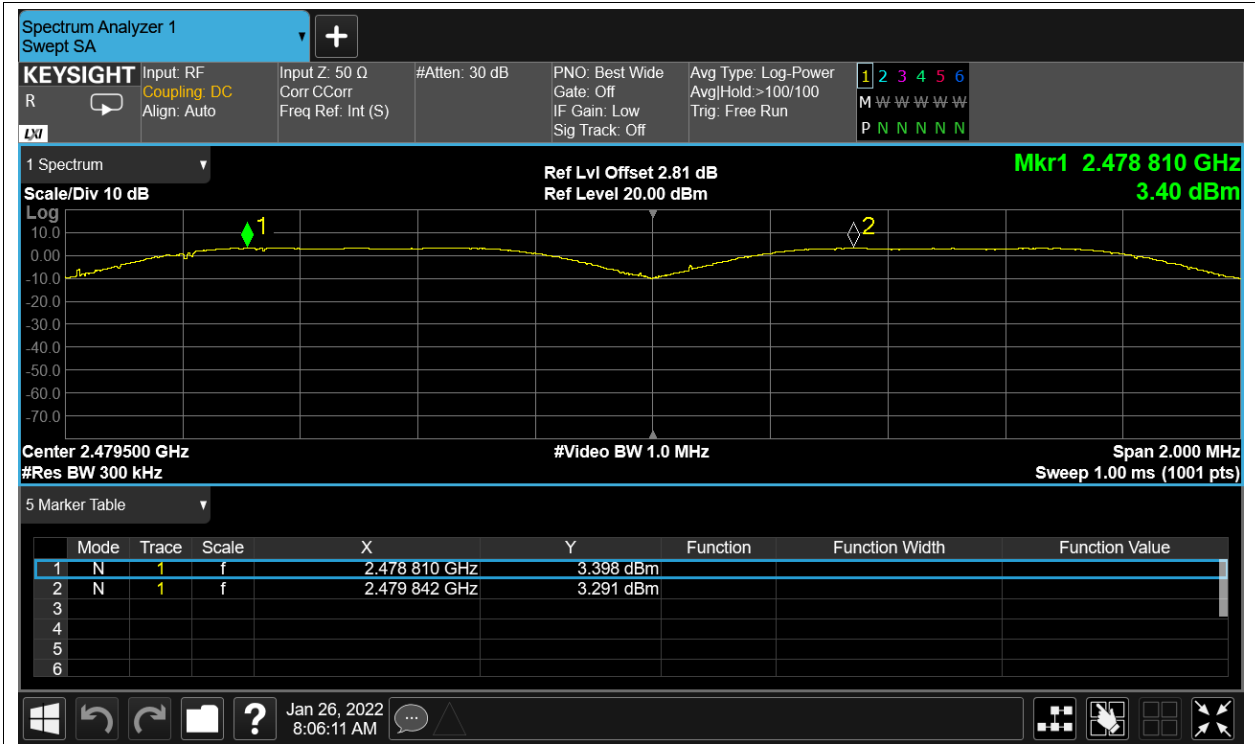 Spectrum Analyzer 1
Swept SA
KEYSIGHT
R
LXI
Input: RF
Coupling: DC
Align: Auto
Input Z: 50 Ω
Corr CCorr
Freq Ref: Int (S)
#Atten: 30 dB
PNO: Best Wide
Gate: Off
IF Gain: Low
Sig Track: Off
Avg Type: Log-Power
Avg|Hold:>100/100
Trig: Free Run
1 2 3 4 5 6
M W W W W W
P N N N N N
1 Spectrum
Scale/Div 10 dB
Ref Lvl Offset 2.81 dB
Ref Level 20.00 dBm
Mkr1 2.478 810 GHz
3.40 dBm
Log
10.0
0.00
-10.0
-20.0
-30.0
-40.0
-50.0
-60.0
-70.0
1
2
Center 2.479500 GHz
#Res BW 300 kHz
#Video BW 1.0 MHz
Span 2.000 MHz
Sweep 1.00 ms (1001 pts)
5 Marker Table
Mode Trace Scale X Y Function Function Width Function Value
1 N 1 f 2.478 810 GHz 3.398 dBm
2 N 1 f 2.479 842 GHz 3.291 dBm
3
4
5
6
?
Jan 26, 2022
8:06:11 AM